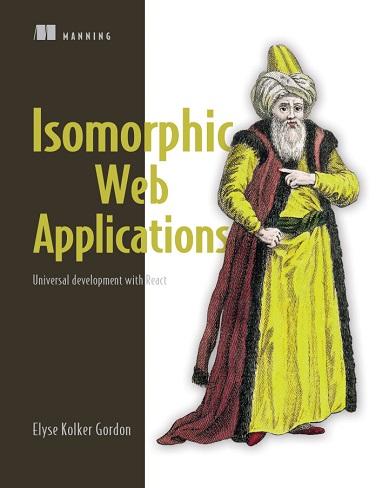 MANNING
Isomorphic
Web
Applications
Universal development with React
Elyse Kolker Gordon